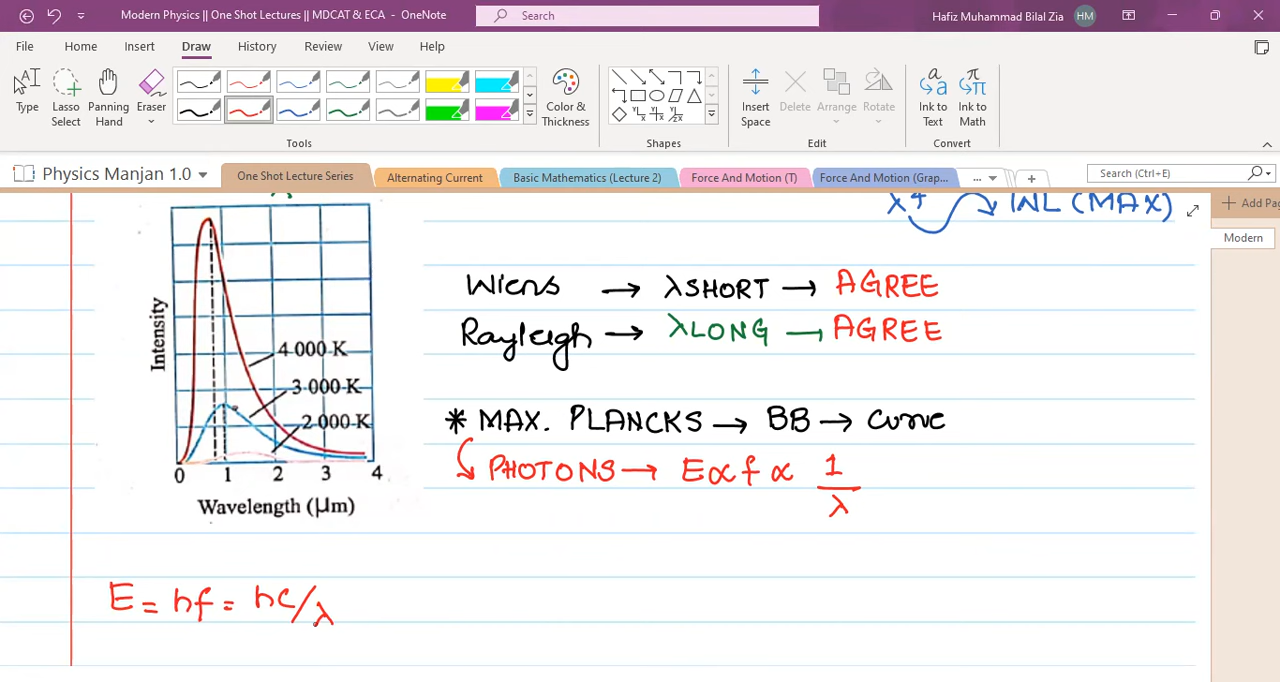 Modern Physics || One Shot Lectures || MDCAT & ECA - OneNote
Search
Hafiz Muhammad Bilal Zia HM
File Home Insert Draw History Review View Help
Type Lasso Select Panning Hand Eraser Color & Thickness Insert Space Delete Arrange Rotate Ink to Text Ink to Math
Tools Shapes Edit Convert
Physics Manjan 1.0 One Shot Lecture Series Alternating Current Basic Mathematics (Lecture 2) Force And Motion (T) Force And Motion (Grap... ... Search (Ctrl+E)
Add Pag
Modern
INL (MAX)
Wiens → λSHORT → AGREE
Rayleigh → λLONG → AGREE
* MAX. PLANCKS → BB → curve
PHOTONS → E∝f∝ 1/λ
Intensity
4 000 K
3 000 K
2 000 K
0 1 2 3 4
Wavelength (µm)
E = hf = hc/λ